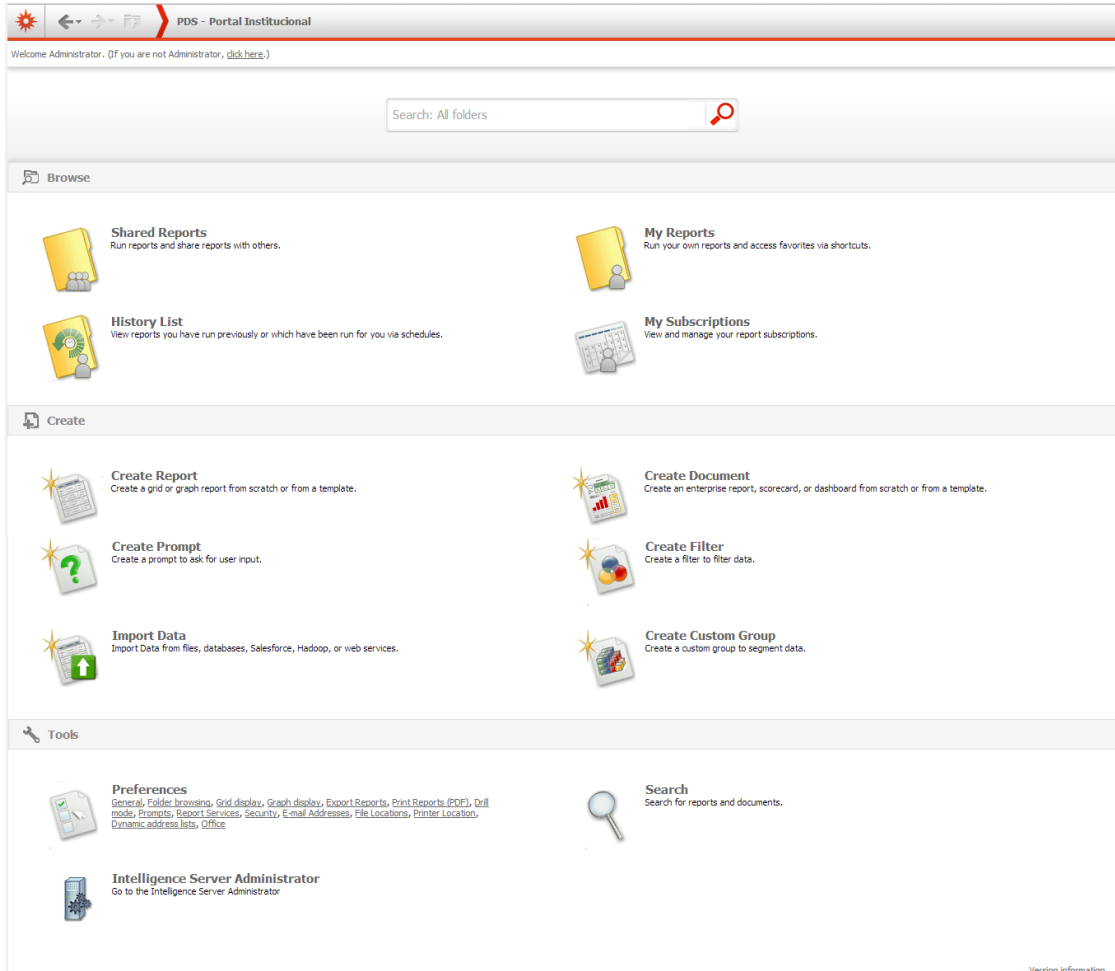 PDS - Portal Institucional
Welcome Administrator. (If you are not Administrator, click here.)
Search: All folders
Browse
Shared Reports
Run reports and share reports with others.
My Reports
Run your own reports and access favorites via shortcuts.
History List
View reports you have run previously or which have been run for you via schedules.
My Subscriptions
View and manage your report subscriptions.
Create
Create Report
Create a grid or graph report from scratch or from a template.
Create Document
Create an enterprise report, scorecard, or dashboard from scratch or from a template.
Create Prompt
Create a prompt to ask for user input.
Create Filter
Create a filter to filter data.
Import Data
Import Data from files, databases, Salesforce, Hadoop, or web services.
Create Custom Group
Create a custom group to segment data.
Tools
Preferences
General, Folder browsing, Grid display, Graph display, Export Reports, Print Reports (PDF), Drill
mode, Prompts, Report Services, Security, E-mail Addresses, File Locations, Printer Location,
Dynamic address lists, Office
Search
Search for reports and documents.
Intelligence Server Administrator
Go to the Intelligence Server Administrator
Version information